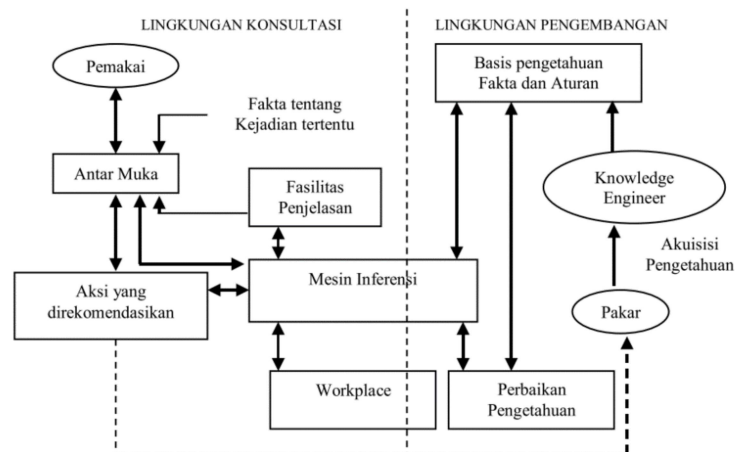 LINGKUNGAN KONSULTASI
LINGKUNGAN PENGEMBANGAN
Pemakai
Basis pengetahuan
Fakta dan Aturan
Fakta tentang
Kejadian tertentu
Antar Muka
Fasilitas
Penjelasan
Knowledge
Engineer
Akuisisi
Pengetahuan
Mesin Inferensi
Aksi yang
direkomendasikan
Pakar
Workplace
Perbaikan
Pengetahuan